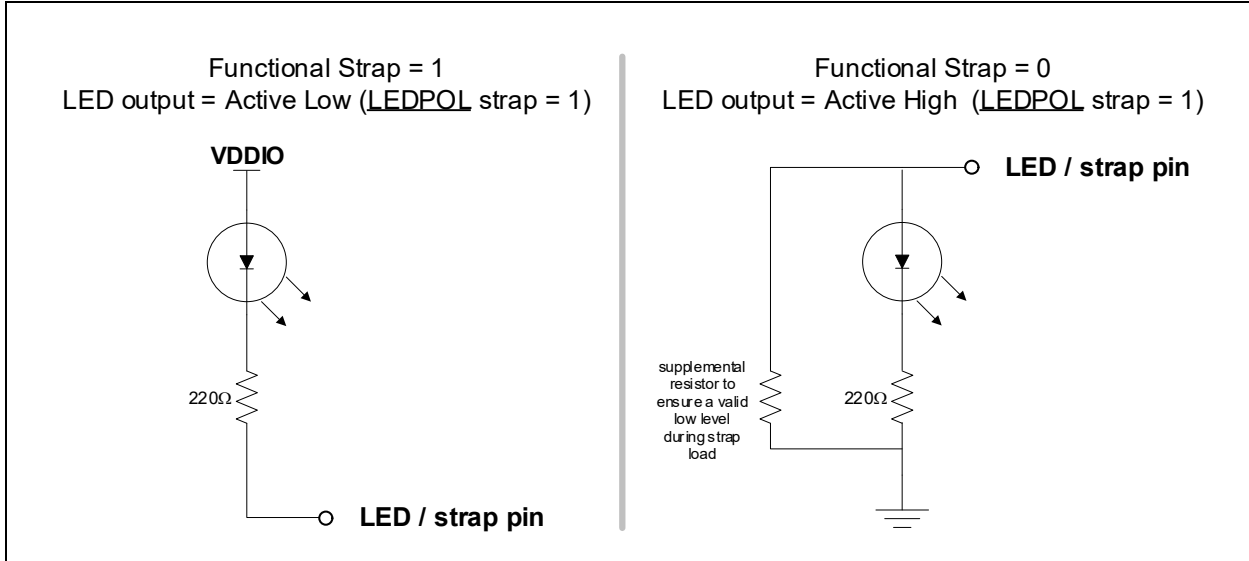 Functional Strap = 1
LED output = Active Low (LEDPOL strap = 1)
VDDIO
220Ω
LED / strap pin
Functional Strap = 0
LED output = Active High (LEDPOL strap = 1)
LED / strap pin
supplemental
resistor to
ensure a valid
low level
during strap
load
220Ω